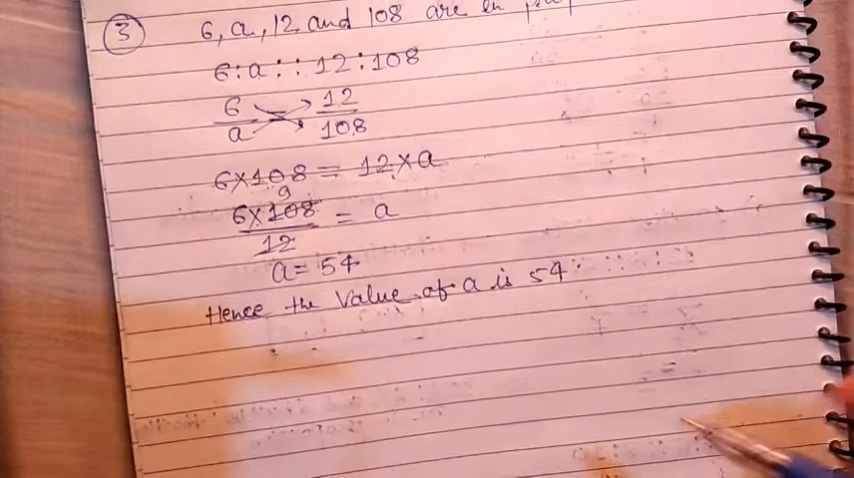 3 6, a, 12 and 108 are in
6 : a : : 12 : 108
6 12
a 108
6×108 = 12×a
9
6×108 = a
12
a = 54
Hence the value of a is 54